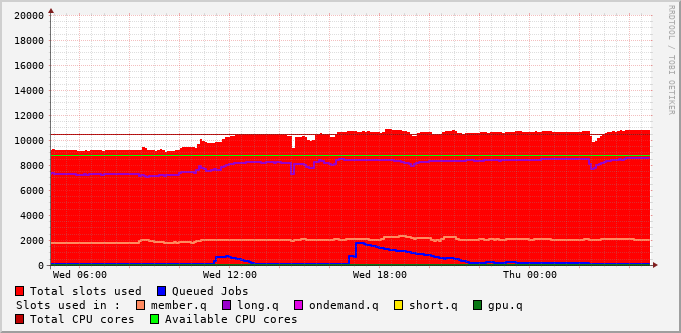 20000
18000
16000
14000
12000
10000
8000
6000
4000
2000
0
Wed 06:00 Wed 12:00 Wed 18:00 Thu 00:00
RRDTOOL / TOBI OETIKER
Total slots used Queued Jobs
Slots used in : member.q long.q ondemand.q short.q gpu.q
Total CPU cores Available CPU cores